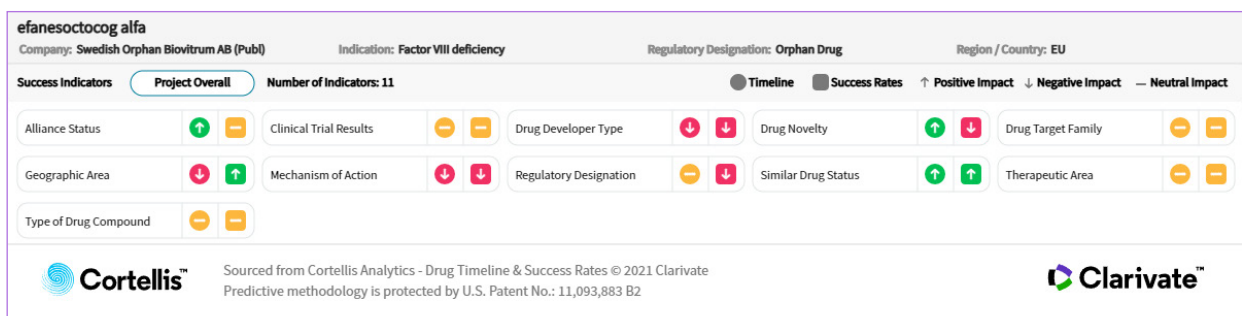 efanesoctocog alfa
Company: Swedish Orphan Biovitrum AB (Publ) Indication: Factor VIII deficiency Regulatory Designation: Orphan Drug Region / Country: EU
Success Indicators Project Overall Number of Indicators: 11 Timeline Success Rates ↑ Positive Impact ↓ Negative Impact — Neutral Impact
Alliance Status Clinical Trial Results Drug Developer Type Drug Novelty Drug Target Family
Geographic Area Mechanism of Action Regulatory Designation Similar Drug Status Therapeutic Area
Type of Drug Compound
Cortellis™ Sourced from Cortellis Analytics - Drug Timeline & Success Rates © 2021 Clarivate
Predictive methodology is protected by U.S. Patent No.: 11,093,883 B2
Clarivate™